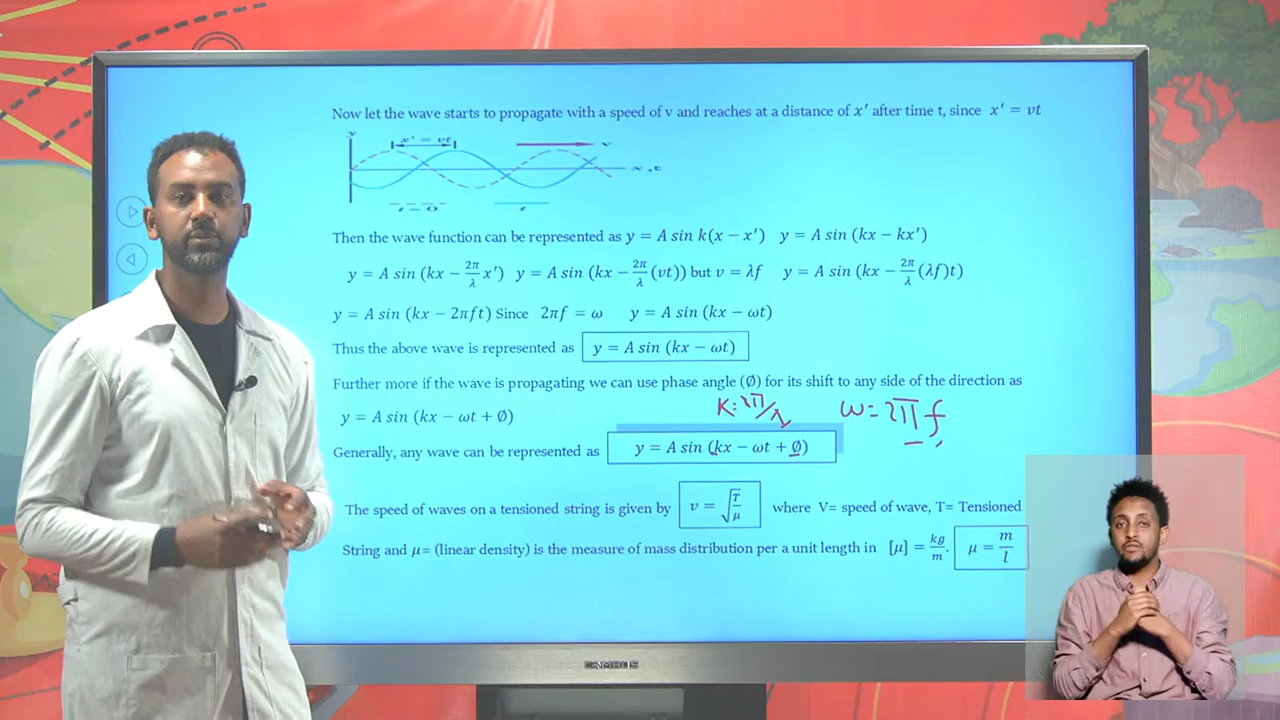 Now let the wave starts to propagate with a speed of v and reaches at a distance of x′ after time t, since x′ = vt
y
x′ = vt
v
x ,t
t = 0
t
Then the wave function can be represented as y = A sin k(x − x′) y = A sin (kx − kx′)
y = A sin (kx − 2π/λ x′) y = A sin (kx − 2π/λ (vt)) but v = λf y = A sin (kx − 2π/λ (λf)t)
y = A sin (kx − 2πft) Since 2πf = ω y = A sin (kx − ωt)
Thus the above wave is represented as y = A sin (kx − ωt)
Further more if the wave is propagating we can use phase angle (Ø) for its shift to any side of the direction as
K: 2π/λ ω = 2πf
y = A sin (kx − ωt + Ø)
Generally, any wave can be represented as y = A sin (kx − ωt + Ø)
The speed of waves on a tensioned string is given by v = √T/μ where V= speed of wave, T= Tensioned
String and μ= (linear density) is the measure of mass distribution per a unit length in [μ] = kg/m. μ = m/l